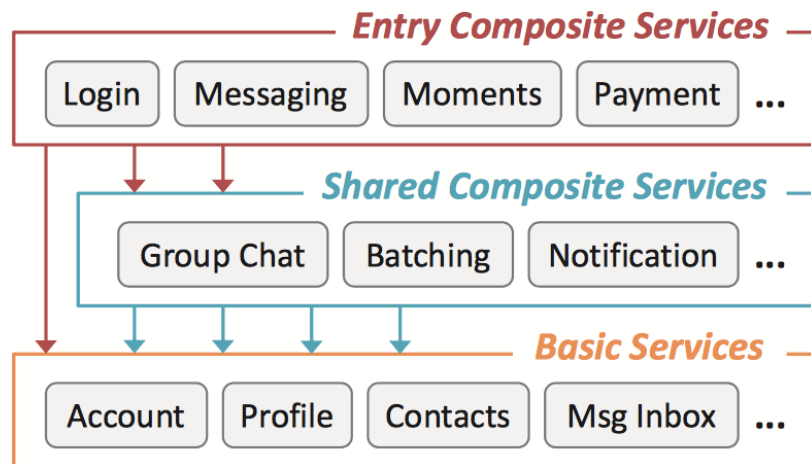 Entry Composite Services
Login Messaging Moments Payment ...
Shared Composite Services
Group Chat Batching Notification ...
Basic Services
Account Profile Contacts Msg Inbox ...